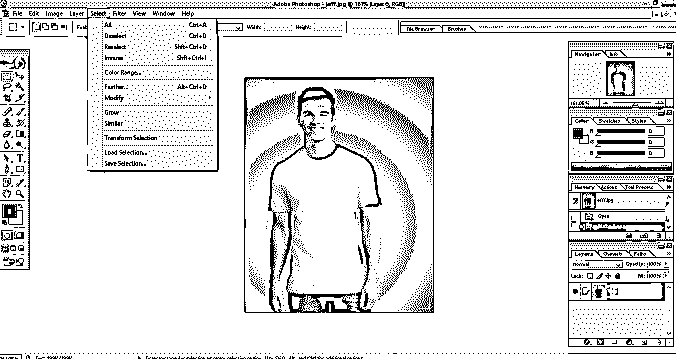 Adobe Photoshop - jeff.jpg @ 161% (Layer 0, RGB)
File Edit Image Layer Select Filter View Window Help
Width: Height:
File Browser Brushes
All Ctrl+A
Deselect Ctrl+D
Reselect Shift+Ctrl+D
Inverse Shift+Ctrl+I
Color Range...
Feather... Alt+Ctrl+D
Modify
Grow
Similar
Transform Selection
Load Selection...
Save Selection...
Navigator Info
Color Swatches Styles
R 0
G 0
B 0
History Actions Tool Presets
jeff.jpg
Open
Layers Channels Paths
Normal Opacity: 100%
Lock: Fill: 100%